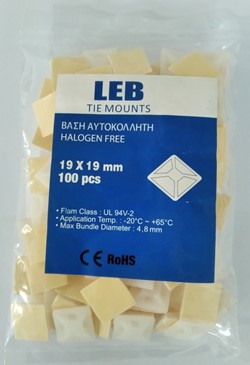 LEB
TIE MOUNTS
ΒΑΣΗ ΑΥΤΟΚΟΛΛΗΤΗ
HALOGEN FREE
19 X 19 mm
100 pcs
• Flam Class : UL 94V-2
• Application Temp. : -20°C ~ +65°C
• Max Bundle Diameter : 4,8 mm
CE RoHS